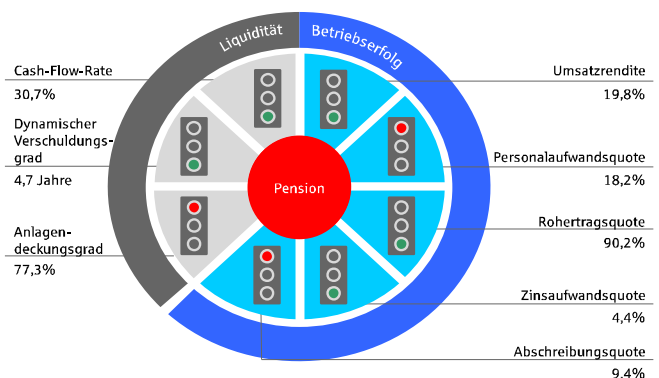 Liquidität
Betriebserfolg
Cash-Flow-Rate
30,7%
Dynamischer
Verschuldungs-
grad
4,7 Jahre
Anlagen-
deckungsgrad
77,3%
Pension
Umsatzrendite
19,8%
Personalaufwandsquote
18,2%
Rohertragsquote
90,2%
Zinsaufwandsquote
4,4%
Abschreibungsquote
9,4%